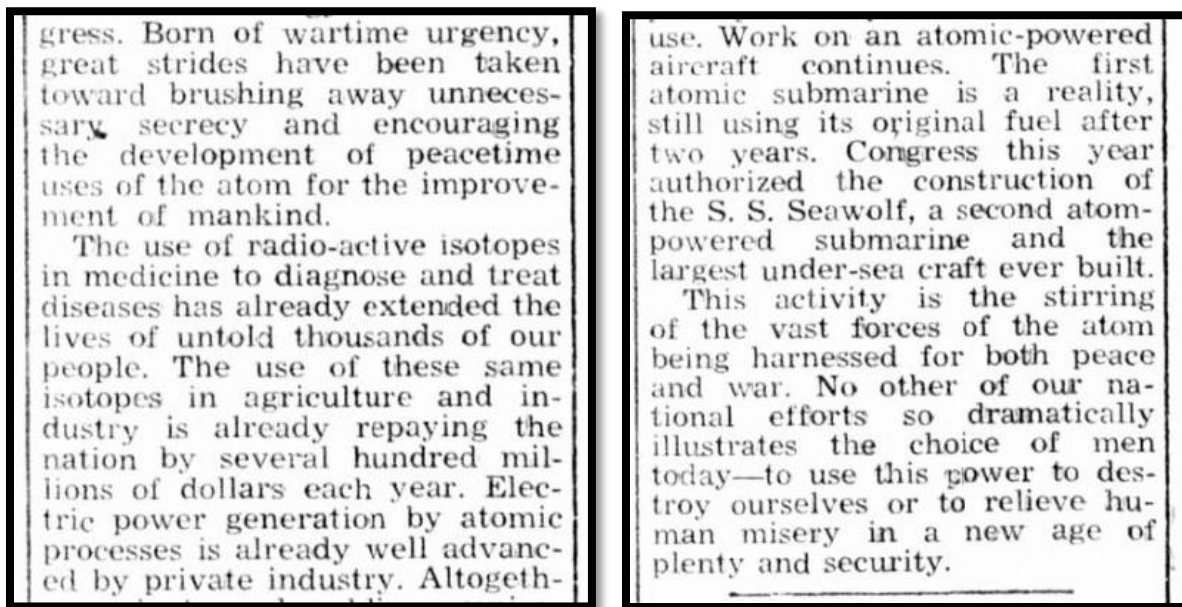 gress. Born of wartime urgency,
great strides have been taken
toward brushing away unneces-
sary secrecy and encouraging
the development of peacetime
uses of the atom for the improve-
ment of mankind.
The use of radio-active isotopes
in medicine to diagnose and treat
diseases has already extended the
lives of untold thousands of our
people. The use of these same
isotopes in agriculture and in-
dustry is already repaying the
nation by several hundred mil-
lions of dollars each year. Elec-
tric power generation by atomic
processes is already well advanc-
ed by private industry. Altogeth-
use. Work on an atomic-powered
aircraft continues. The first
atomic submarine is a reality,
still using its original fuel after
two years. Congress this year
authorized the construction of
the S. S. Seawolf, a second atom-
powered submarine and the
largest under-sea craft ever built.
This activity is the stirring
of the vast forces of the atom
being harnessed for both peace
and war. No other of our na-
tional efforts so dramatically
illustrates the choice of men
today—to use this power to des-
troy ourselves or to relieve hu-
man misery in a new age of
plenty and security.